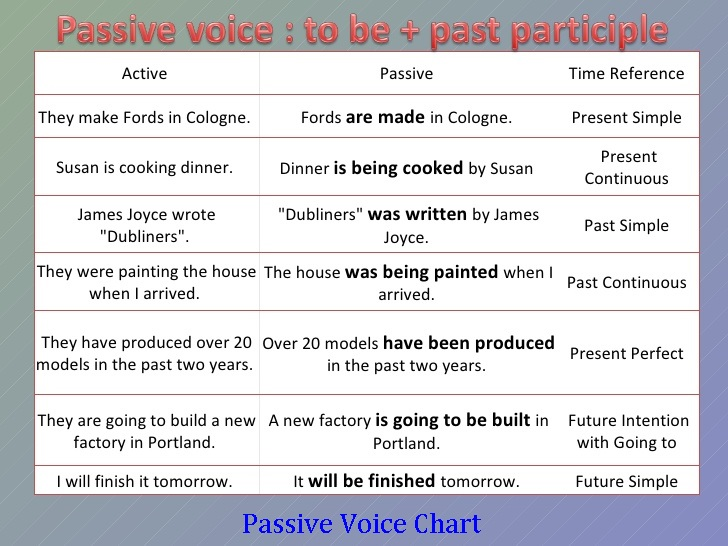 Passive voice : to be + past participle
Active Passive Time Reference
They make Fords in Cologne. Fords are made in Cologne. Present Simple
Susan is cooking dinner. Dinner is being cooked by Susan Present
Continuous
James Joyce wrote
"Dubliners".
"Dubliners" was written by James
Joyce.
Past Simple
They were painting the house
when I arrived.
The house was being painted when I
arrived.
Past Continuous
They have produced over 20
models in the past two years.
Over 20 models have been produced
in the past two years.
Present Perfect
They are going to build a new
factory in Portland.
A new factory is going to be built in
Portland.
Future Intention
with Going to
I will finish it tomorrow. It will be finished tomorrow. Future Simple
Passive Voice Chart